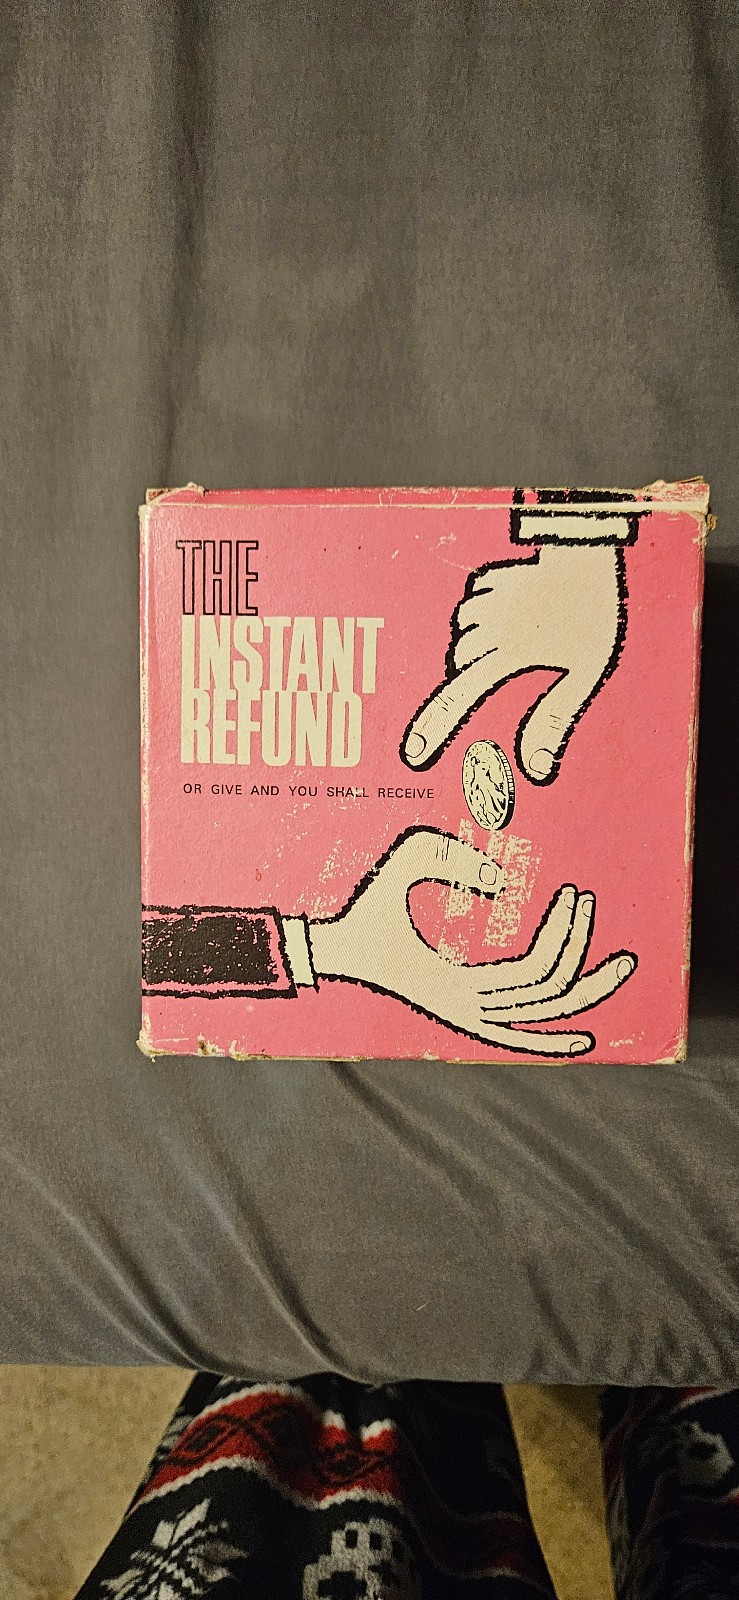 THE
INSTANT
REFUND
OR GIVE AND YOU SHALL RECEIVE